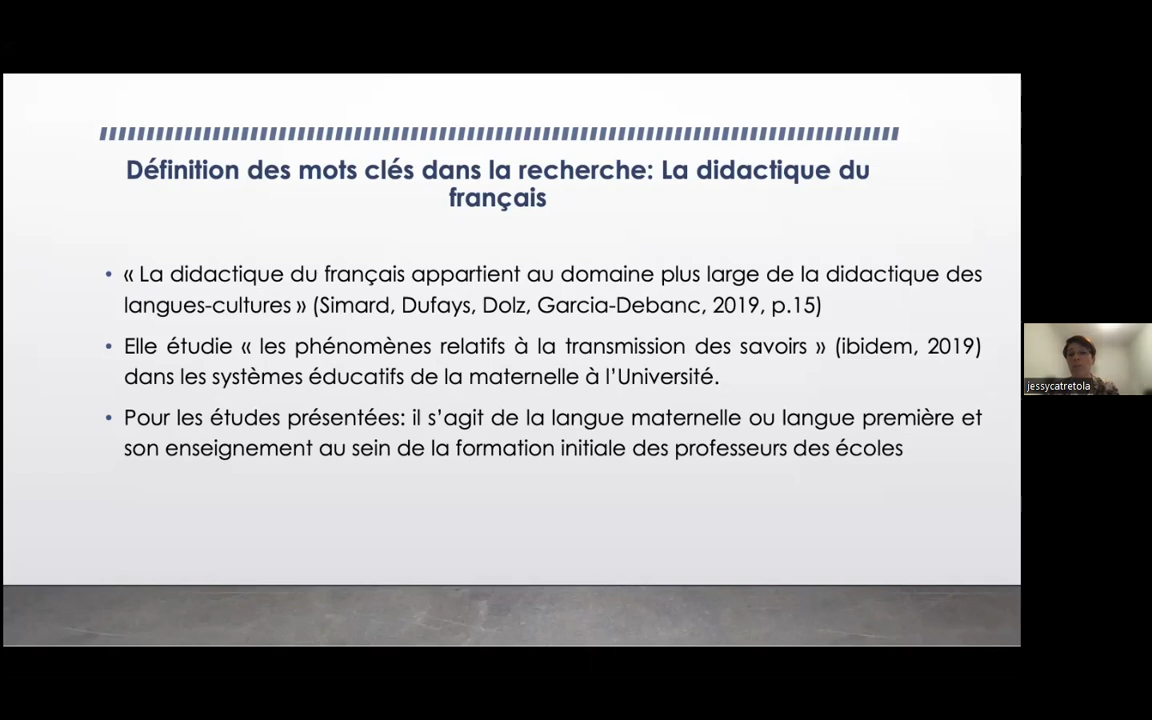 Définition des mots clés dans la recherche: La didactique du
français
• « La didactique du français appartient au domaine plus large de la didactique des
langues-cultures » (Simard, Dufays, Dolz, Garcia-Debanc, 2019, p.15)
• Elle étudie « les phénomènes relatifs à la transmission des savoirs » (ibidem, 2019)
dans les systèmes éducatifs de la maternelle à l’Université.
• Pour les études présentées: il s’agit de la langue maternelle ou langue première et
son enseignement au sein de la formation initiale des professeurs des écoles
jessycatretola